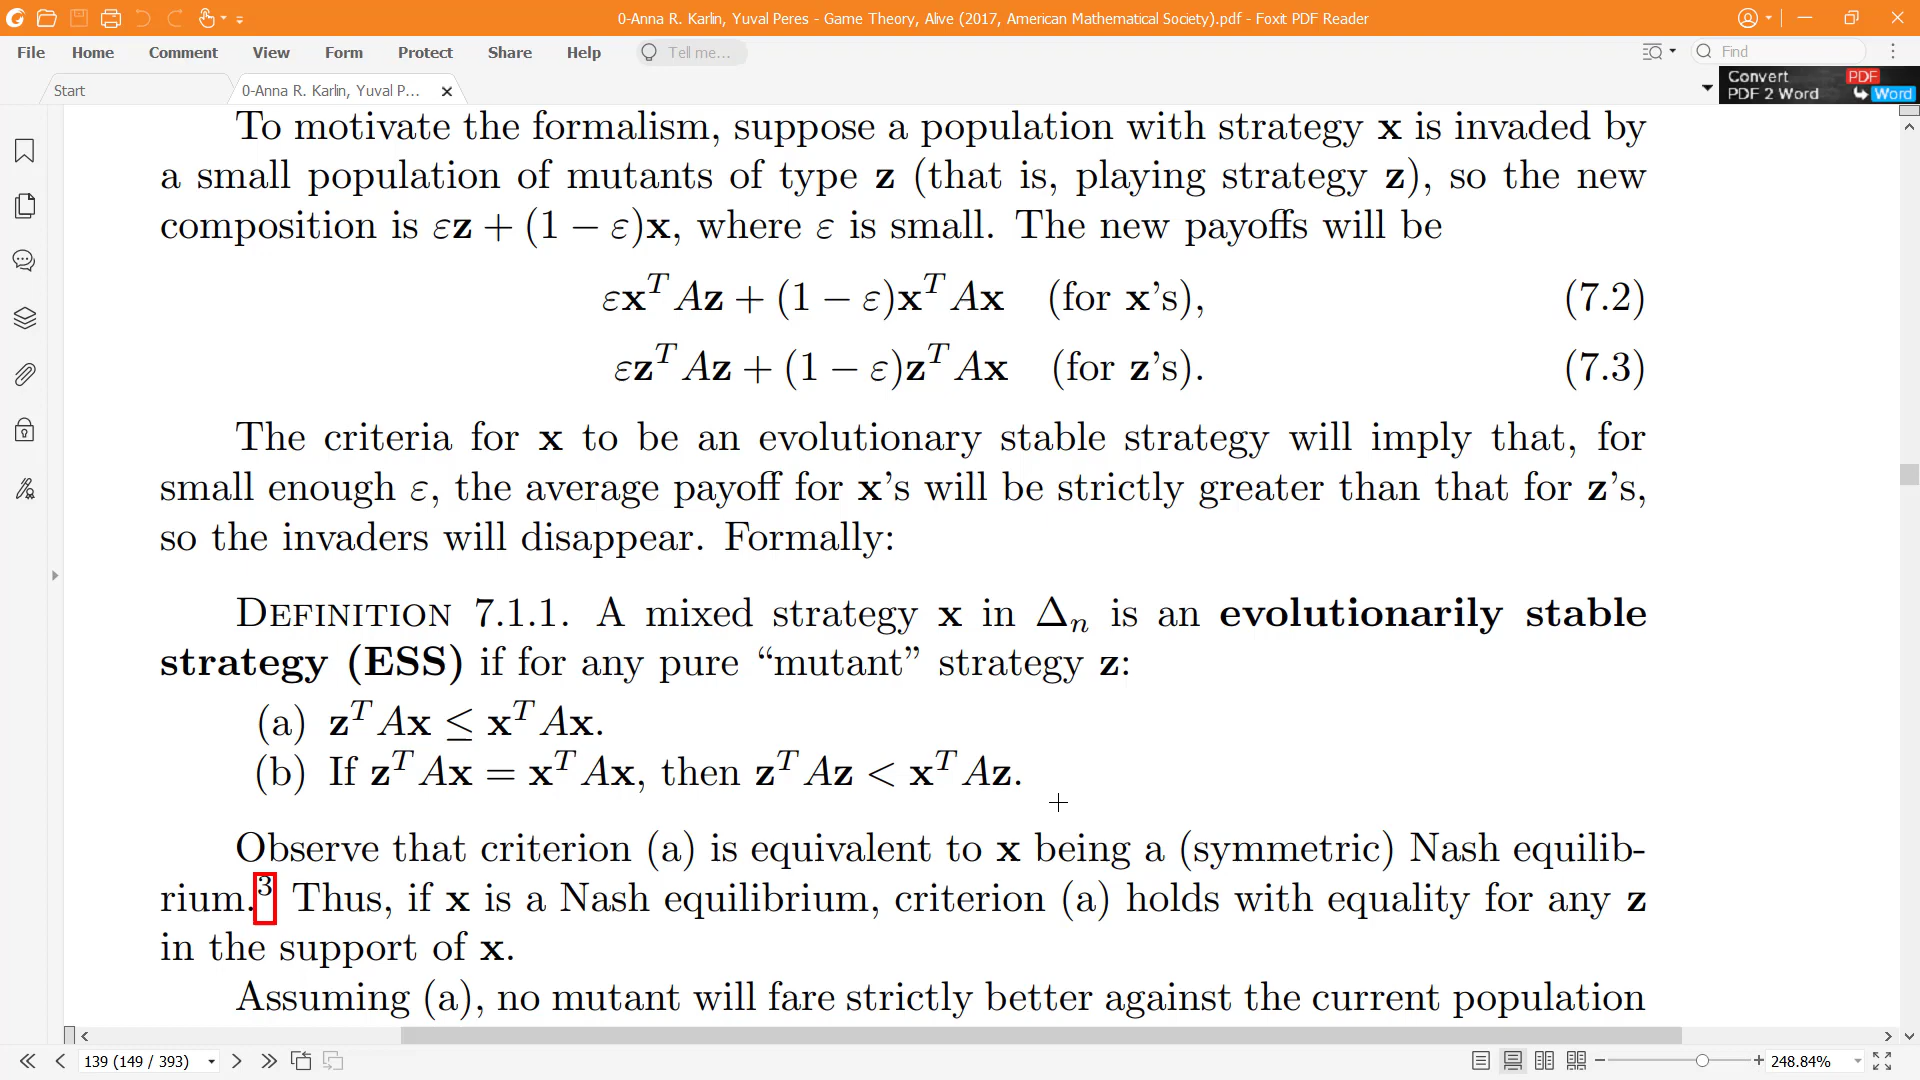 0-Anna R. Karlin, Yuval Peres - Game Theory, Alive (2017, American Mathematical Society).pdf - Foxit PDF Reader
File Home Comment View Form Protect Share Help Tell me... Find
Start 0-Anna R. Karlin, Yuval P... Convert PDF
PDF 2 Word Word
To motivate the formalism, suppose a population with strategy x is invaded by
a small population of mutants of type z (that is, playing strategy z), so the new
composition is εz + (1 − ε)x, where ε is small. The new payoffs will be
εx^T Az + (1 − ε)x^T Ax (for x's), (7.2)
εz^T Az + (1 − ε)z^T Ax (for z's). (7.3)
The criteria for x to be an evolutionary stable strategy will imply that, for
small enough ε, the average payoff for x's will be strictly greater than that for z's,
so the invaders will disappear. Formally:
DEFINITION 7.1.1. A mixed strategy x in Δ_n is an evolutionarily stable
strategy (ESS) if for any pure “mutant” strategy z:
(a) z^T Ax ≤ x^T Ax.
(b) If z^T Ax = x^T Ax, then z^T Az < x^T Az.
Observe that criterion (a) is equivalent to x being a (symmetric) Nash equilib-
rium.³ Thus, if x is a Nash equilibrium, criterion (a) holds with equality for any z
in the support of x.
Assuming (a), no mutant will fare strictly better against the current population
139 (149 / 393) 248.84%